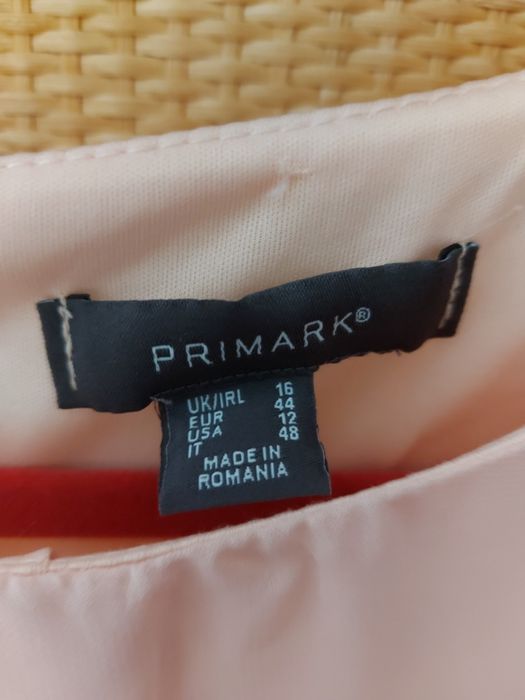 PRIMARK®
UK/IRL 16
EUR 44
USA 12
IT 48
MADE IN
ROMANIA